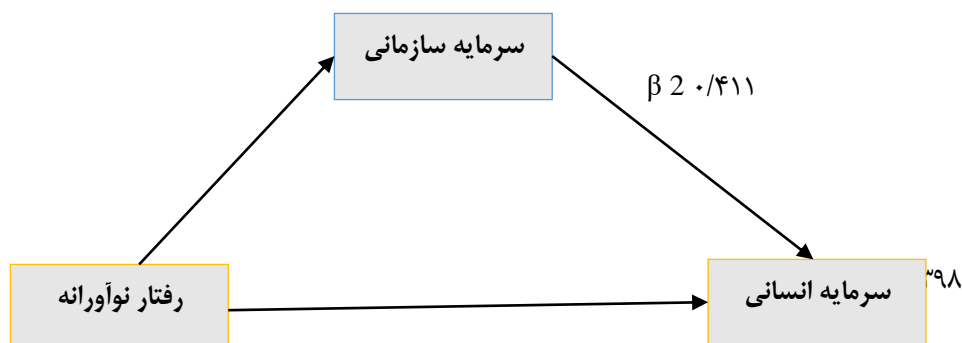 سرمایه سازمانی
β 2 ۰/۴۱۱
رفتار نوآورانه
سرمایه انسانی
۳۹۸